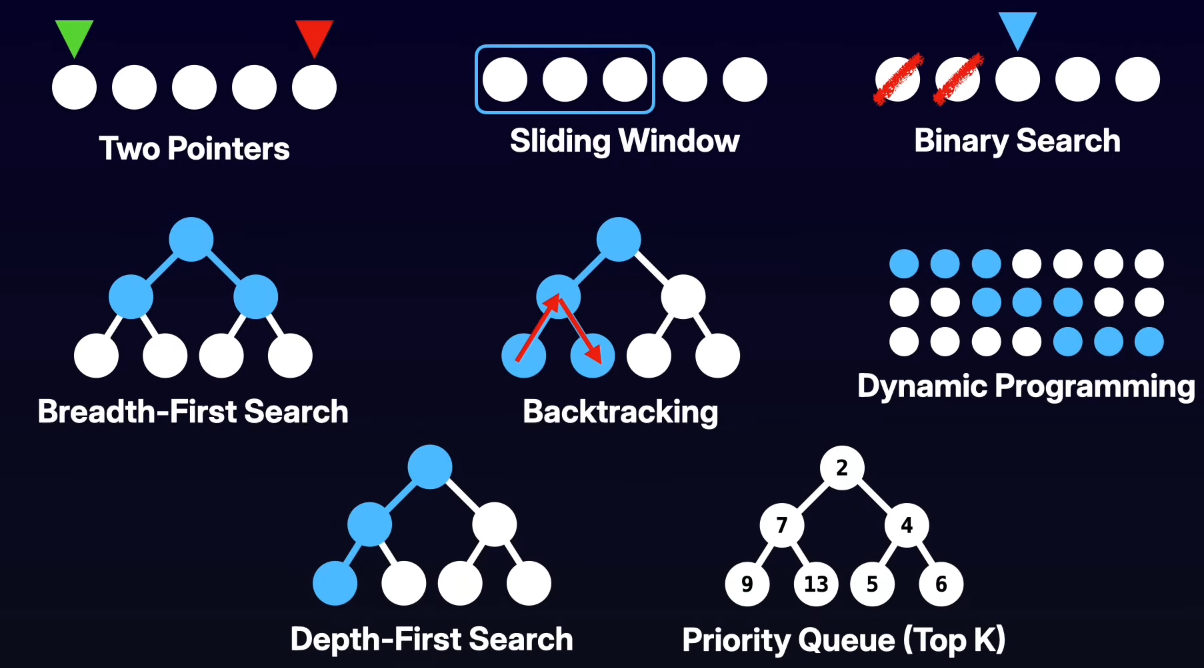 Two Pointers
Sliding Window
Binary Search
Breadth-First Search
Backtracking
Dynamic Programming
2
7
4
9
13
5
6
Depth-First Search
Priority Queue (Top K)